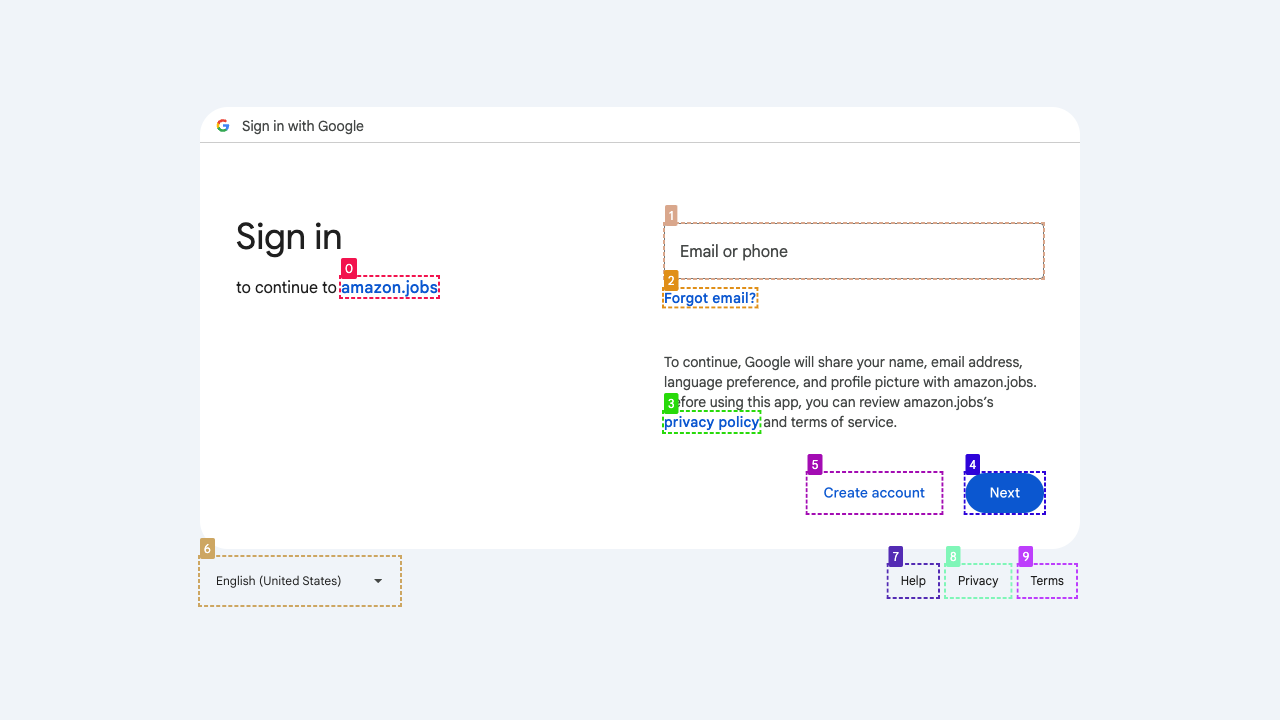 Sign in with Google
Sign in
0
to continue to amazon.jobs
1
Email or phone
2
Forgot email?
To continue, Google will share your name, email address,
language preference, and profile picture with amazon.jobs.
efore using this app, you can review amazon.jobs's
3
privacy policy and terms of service.
5
Create account
4
Next
6
English (United States)
7
Help
8
Privacy
9
Terms